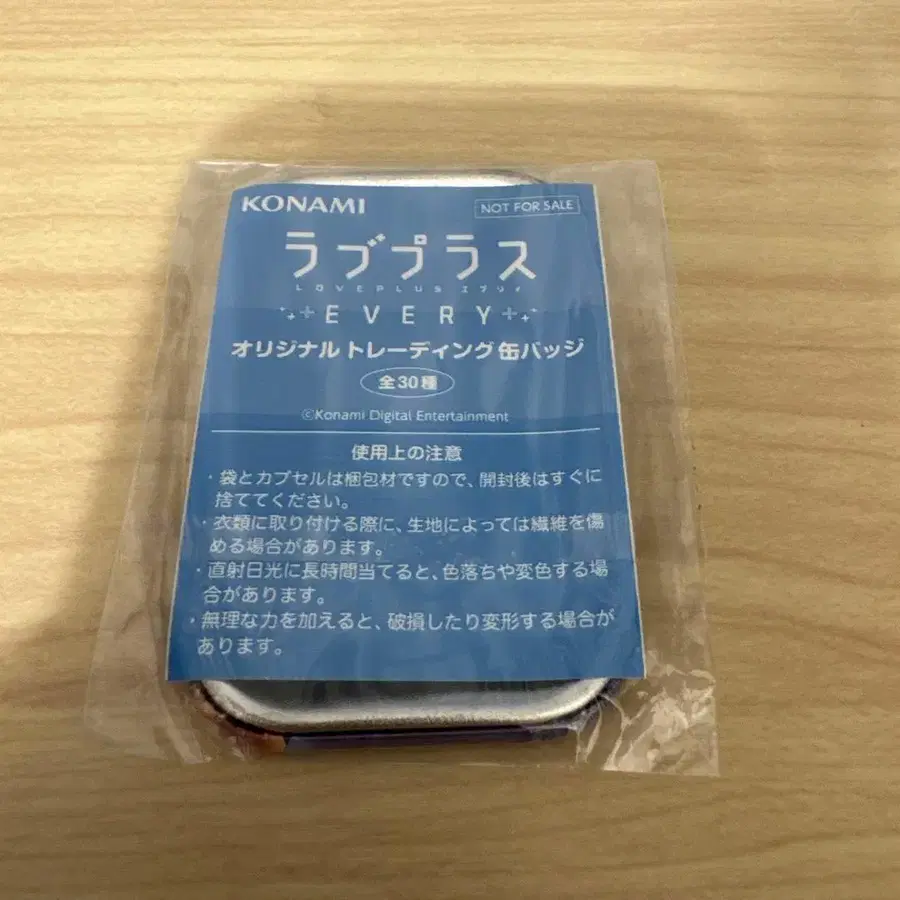 KONAMI
NOT FOR SALE
ラブプラス
LOVEPLUS エブリィ
EVERY
オリジナル トレーディング缶バッジ
全30種
©Konami Digital Entertainment
使用上の注意
・袋とカプセルは梱包材ですので、開封後はすぐに
捨ててください。
・衣類に取り付ける際に、生地によっては繊維を傷
める場合があります。
・直射日光に長時間当てると、色落ちや変色する場
合があります。
・無理な力を加えると、破損したり変形する場合が
あります。